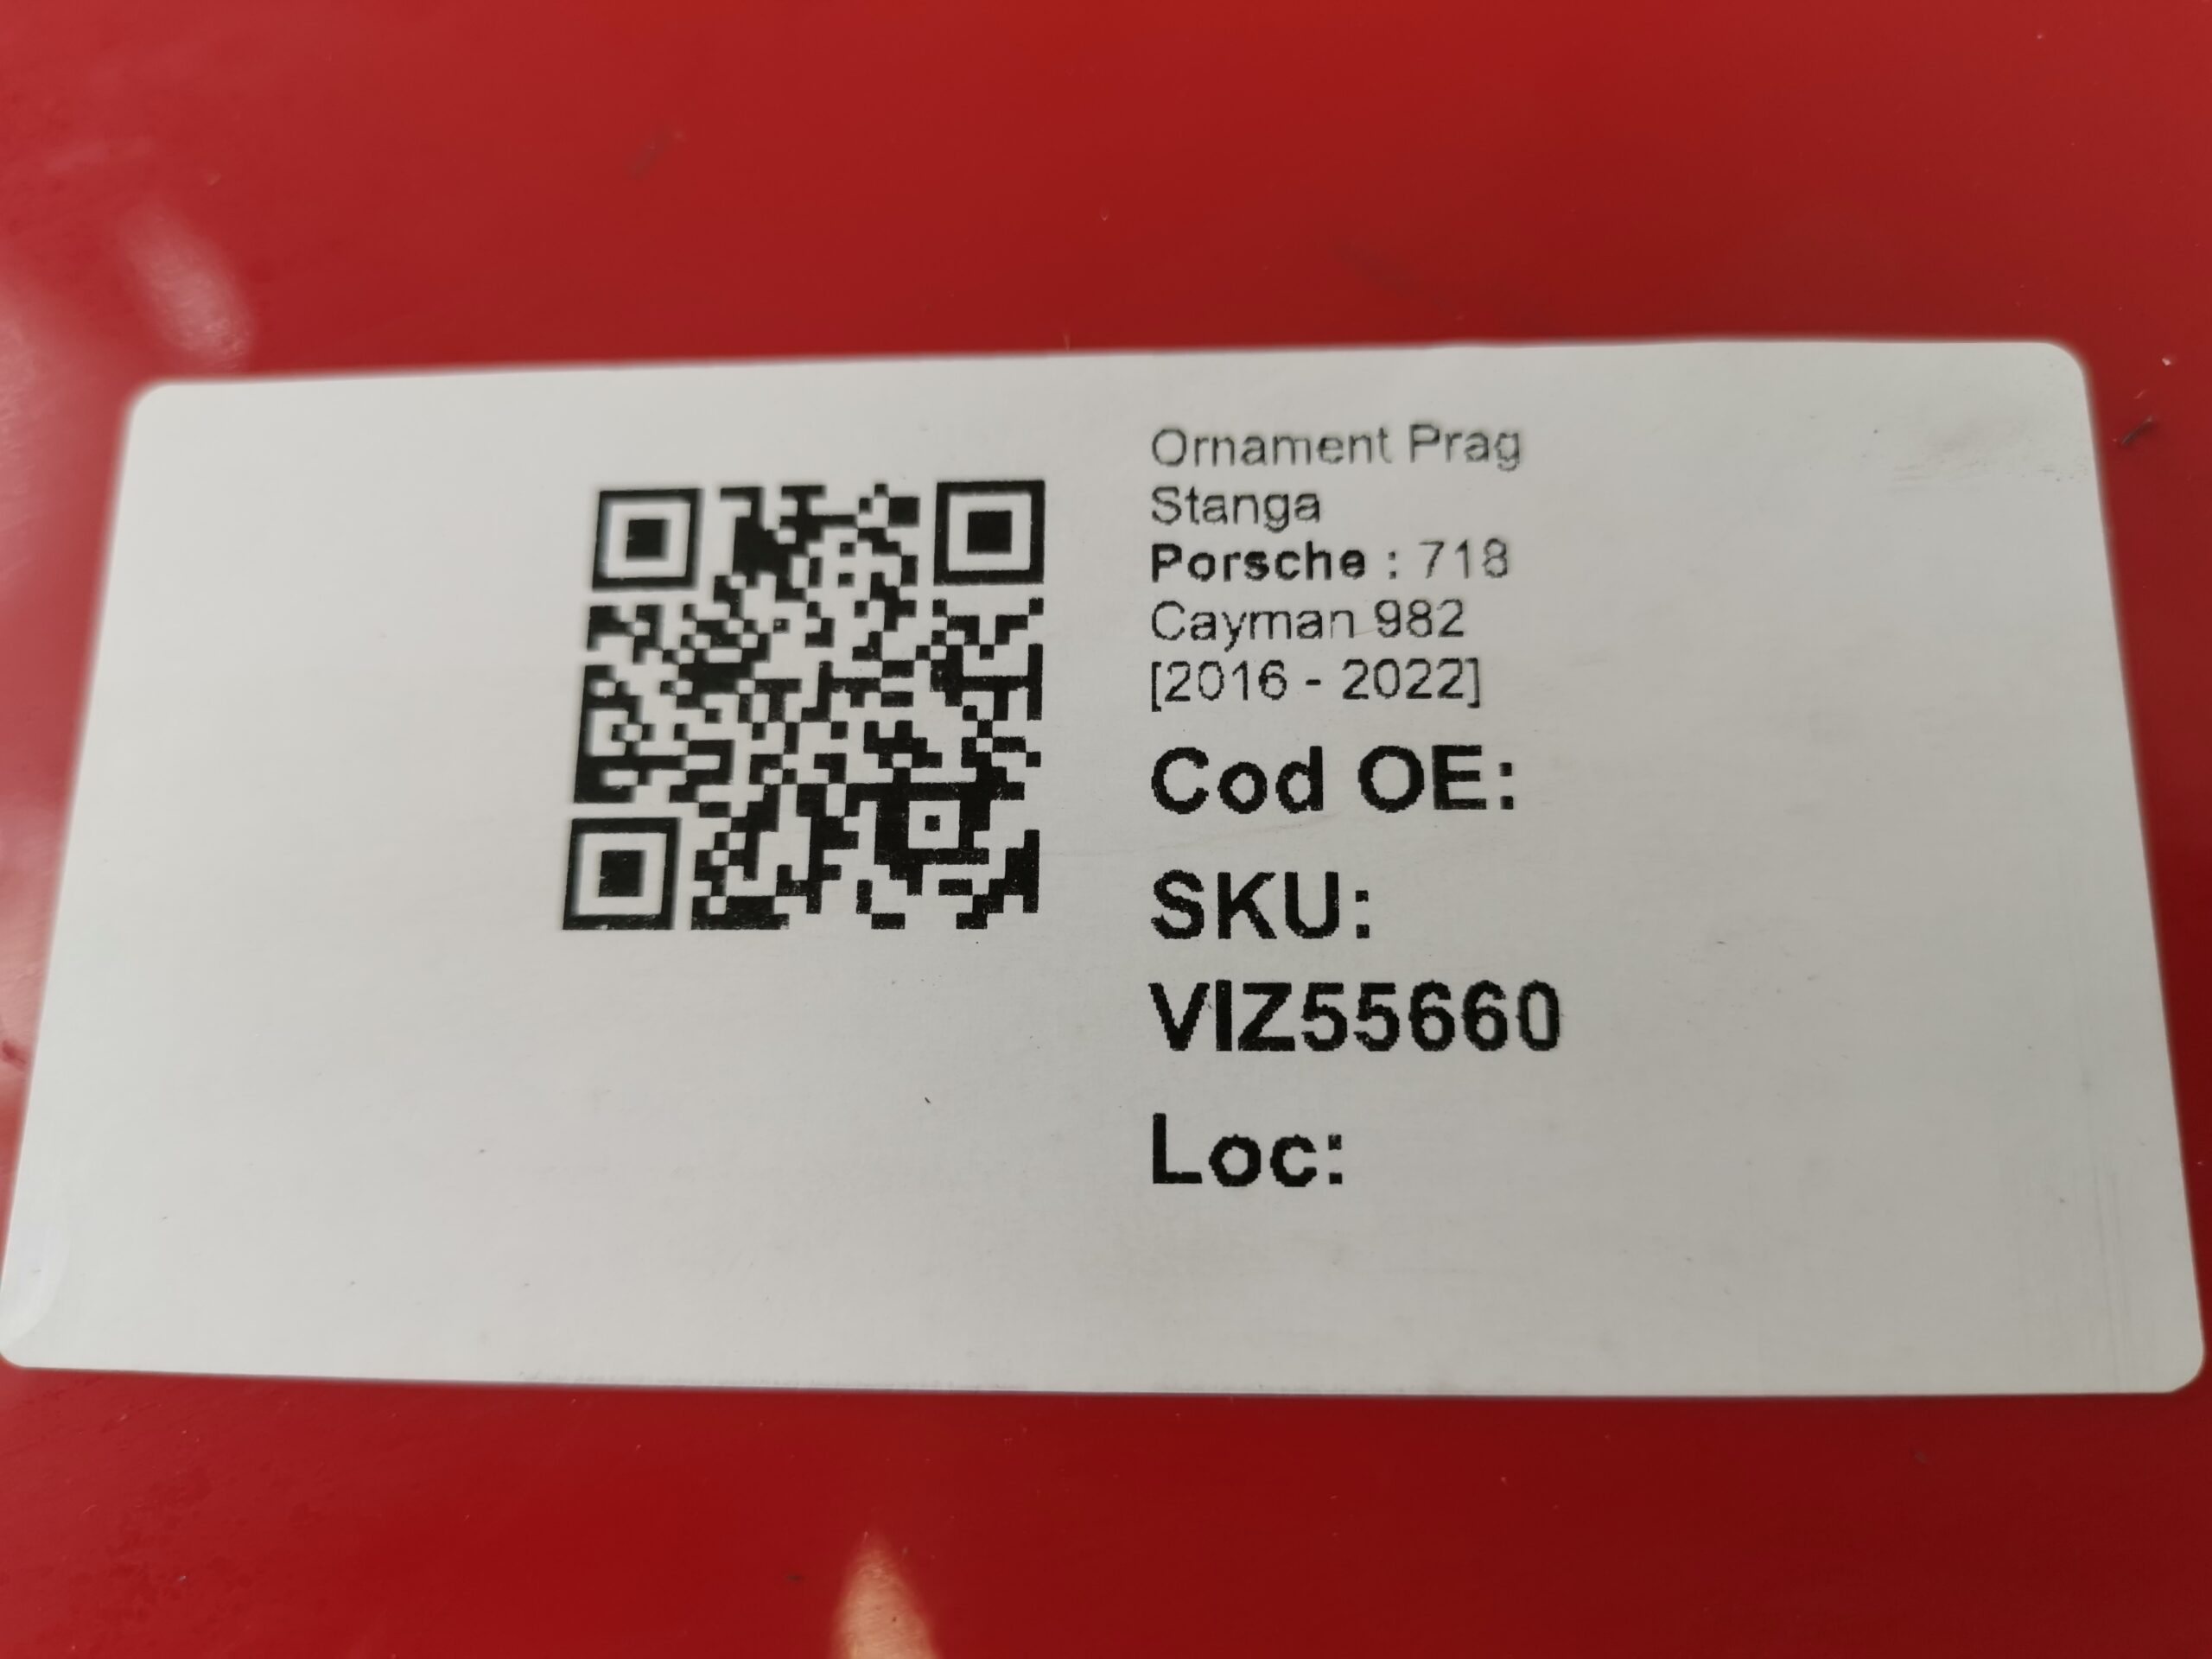 Ornament Prag
Stanga
Porsche : 718
Cayman 982
[2016 - 2022]
Cod OE:
SKU:
VIZ55660
Loc: